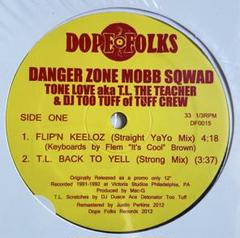 DOPE FOLKS
DANGER ZONE MOBB SQWAD
TONE LOVE aka T.L. THE TEACHER
& DJ TOO TUFF of TUFF CREW
SIDE ONE
33 1/3RPM
DF0015
1. FLIP'N KEELOZ (Straight YaYo Mix) 4:18
(Keyboards by Flem "It's Cool" Brown)
2. T.L. BACK TO YELL (Strong Mix) (3:37)
Originally Released as a promo only 12"
Recorded 1991-1992 at Victoria Studios Philadelphia, PA
Produced by Mac-G
T.L. Scratches by DJ Duece Ace Detonator Too Tuff
Remastered by Justin Perkins 2012
Dope Folks Records 2012